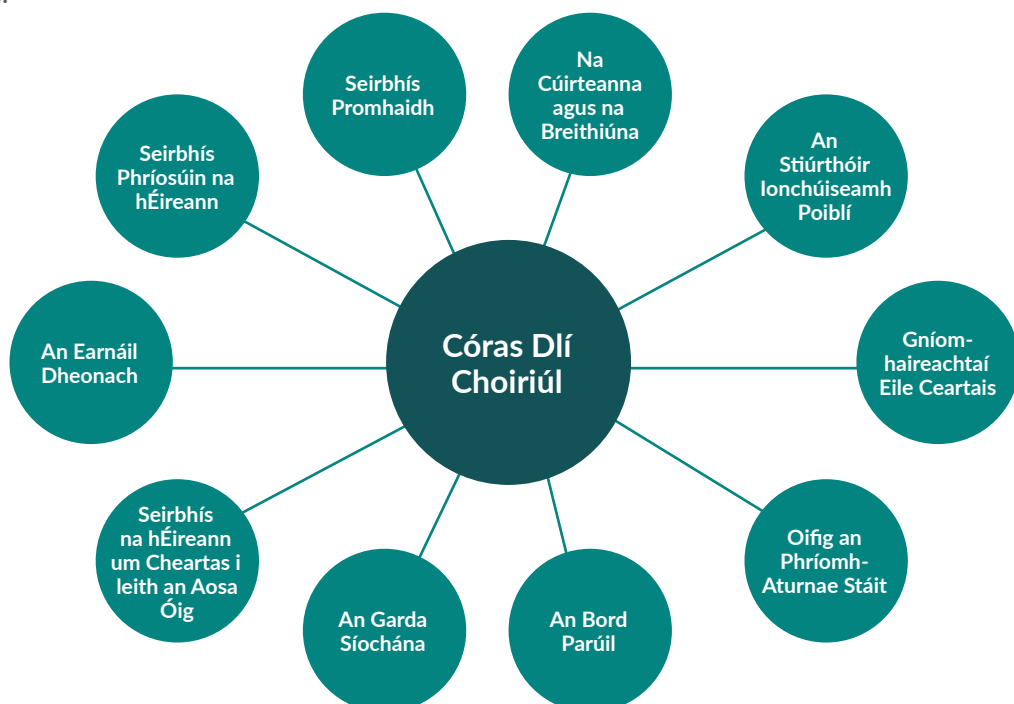 Seirbhís
Promhaidh
Na
Cúirteanna
agus na
Breithiúna
An
Stiúrthóir
Ionchúiseamh
Poiblí
Gníom-
haireachtaí
Eile Ceartais
Oifig an
Phríomh-
Aturnae Stáit
An Bord
Parúil
An Garda
Síochána
Seirbhís
na hÉireann
um Cheartas i
leith an Aosa
Óig
An Earnáil
Dheonach
Seirbhís
Phríosúin na
hÉireann
Córas Dlí
Choiriúl